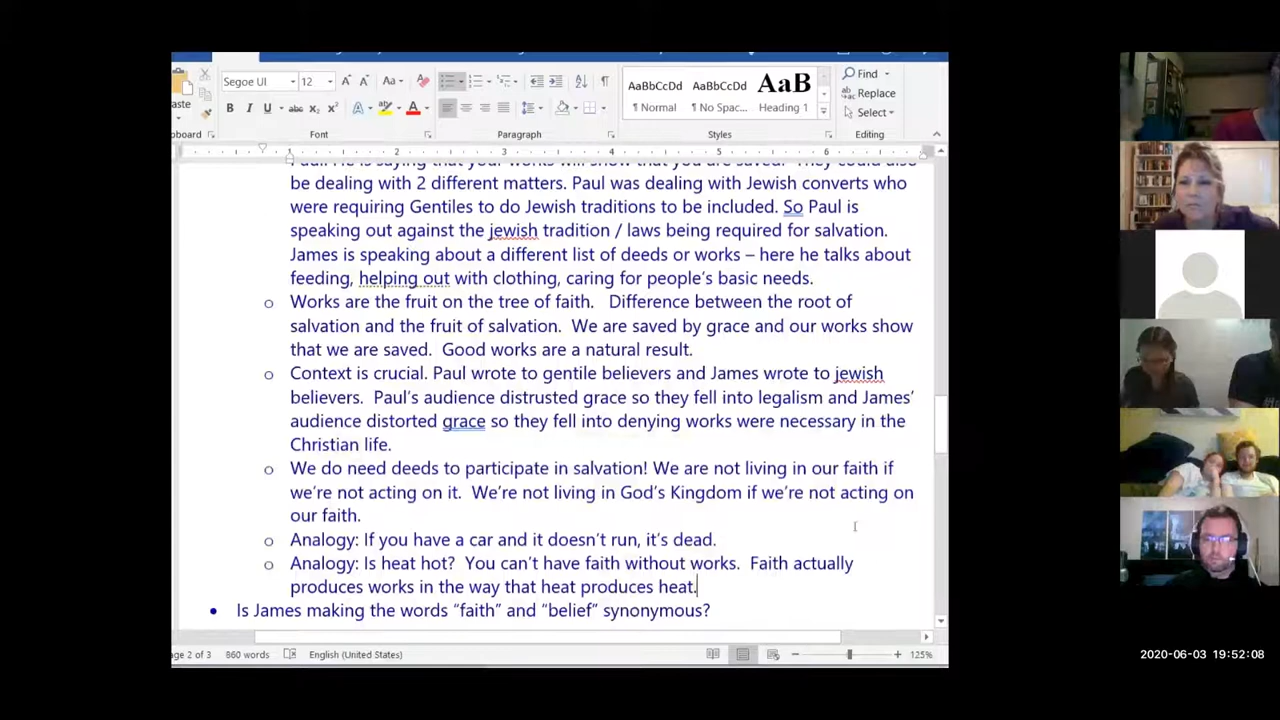 Segoe UI 12 Aa
Find
AaBbCcDd AaBbCcDd AaB
Replace
aste
B I U abc X₂ X² A A
¶ Normal ¶ No Spac... Heading 1
Select
pboard Font Paragraph Styles Editing
1 2 3 4 5 6
be dealing with 2 different matters. Paul was dealing with Jewish converts who
were requiring Gentiles to do Jewish traditions to be included. So Paul is
speaking out against the jewish tradition / laws being required for salvation.
James is speaking about a different list of deeds or works – here he talks about
feeding, helping out with clothing, caring for people's basic needs.
o Works are the fruit on the tree of faith. Difference between the root of
salvation and the fruit of salvation. We are saved by grace and our works show
that we are saved. Good works are a natural result.
o Context is crucial. Paul wrote to gentile believers and James wrote to jewish
believers. Paul's audience distrusted grace so they fell into legalism and James'
audience distorted grace so they fell into denying works were necessary in the
Christian life.
o We do need deeds to participate in salvation! We are not living in our faith if
we're not acting on it. We're not living in God's Kingdom if we're not acting on
our faith.
o Analogy: If you have a car and it doesn't run, it's dead.
o Analogy: Is heat hot? You can't have faith without works. Faith actually
produces works in the way that heat produces heat.
• Is James making the words “faith” and “belief” synonymous?
age 2 of 3 860 words English (United States) 125%
2020-06-03 19:52:08